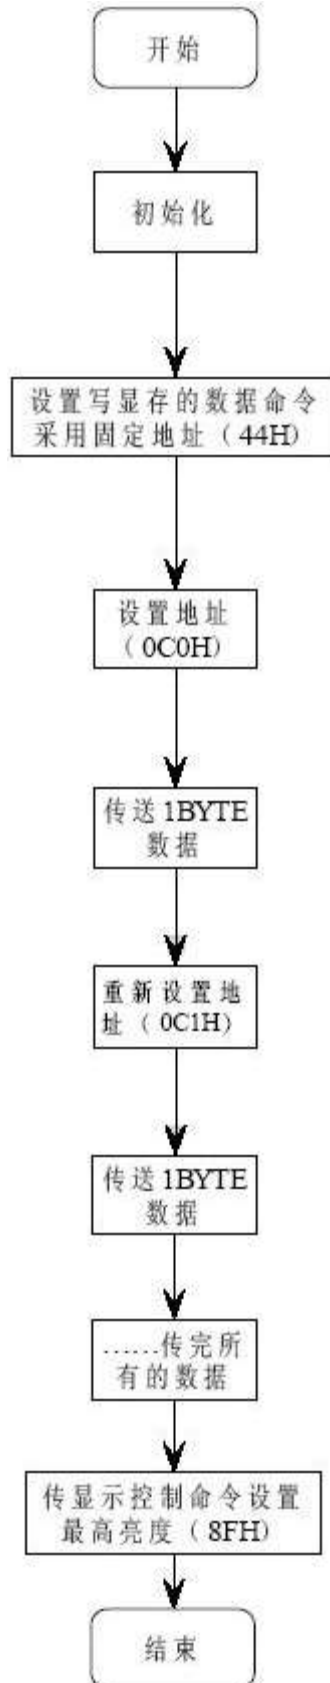 开始
初始化
设置写显存的数据命令
采用固定地址（44H）
设置地址
（0C0H）
传送1BYTE
数据
重新设置地
址（0C1H）
传送1BYTE
数据
……传完所
有的数据
传显示控制命令设置
最高亮度（8FH）
结束